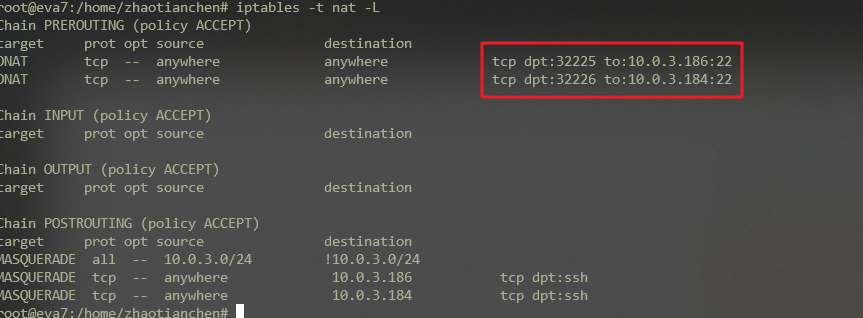 root@eva7:/home/zhaotianchen# iptables -t nat -L
Chain PREROUTING (policy ACCEPT)
target prot opt source destination
DNAT tcp -- anywhere anywhere tcp dpt:32225 to:10.0.3.186:22
DNAT tcp -- anywhere anywhere tcp dpt:32226 to:10.0.3.184:22
Chain INPUT (policy ACCEPT)
target prot opt source destination
Chain OUTPUT (policy ACCEPT)
target prot opt source destination
Chain POSTROUTING (policy ACCEPT)
target prot opt source destination
MASQUERADE all -- 10.0.3.0/24 !10.0.3.0/24
MASQUERADE tcp -- anywhere 10.0.3.186 tcp dpt:ssh
MASQUERADE tcp -- anywhere 10.0.3.184 tcp dpt:ssh
root@eva7:/home/zhaotianchen#